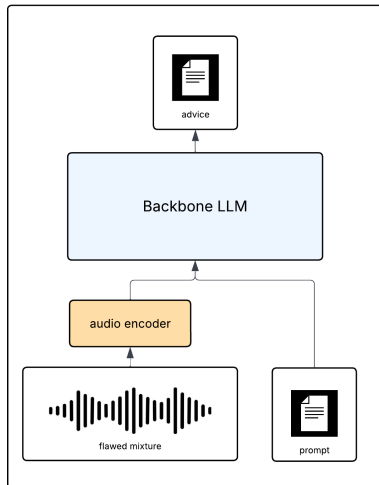 advice
Backbone LLM
audio encoder
flawed mixture
prompt